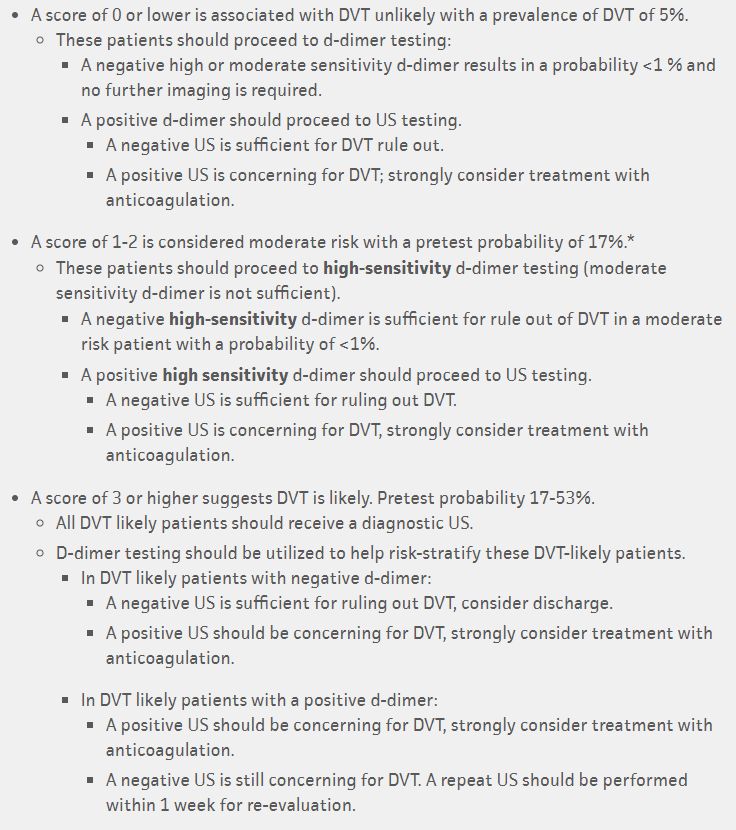 • A score of 0 or lower is associated with DVT unlikely with a prevalence of DVT of 5%.
○ These patients should proceed to d-dimer testing:
▪ A negative high or moderate sensitivity d-dimer results in a probability <1 % and
no further imaging is required.
▪ A positive d-dimer should proceed to US testing.
▪ A negative US is sufficient for DVT rule out.
▪ A positive US is concerning for DVT; strongly consider treatment with
anticoagulation.
• A score of 1-2 is considered moderate risk with a pretest probability of 17%.*
○ These patients should proceed to high-sensitivity d-dimer testing (moderate
sensitivity d-dimer is not sufficient).
▪ A negative high-sensitivity d-dimer is sufficient for rule out of DVT in a moderate
risk patient with a probability of <1%.
▪ A positive high sensitivity d-dimer should proceed to US testing.
▪ A negative US is sufficient for ruling out DVT.
▪ A positive US is concerning for DVT, strongly consider treatment with
anticoagulation.
• A score of 3 or higher suggests DVT is likely. Pretest probability 17-53%.
○ All DVT likely patients should receive a diagnostic US.
○ D-dimer testing should be utilized to help risk-stratify these DVT-likely patients.
▪ In DVT likely patients with negative d-dimer:
▪ A negative US is sufficient for ruling out DVT, consider discharge.
▪ A positive US should be concerning for DVT, strongly consider treatment with
anticoagulation.
▪ In DVT likely patients with a positive d-dimer:
▪ A positive US should be concerning for DVT, strongly consider treatment with
anticoagulation.
▪ A negative US is still concerning for DVT. A repeat US should be performed
within 1 week for re-evaluation.